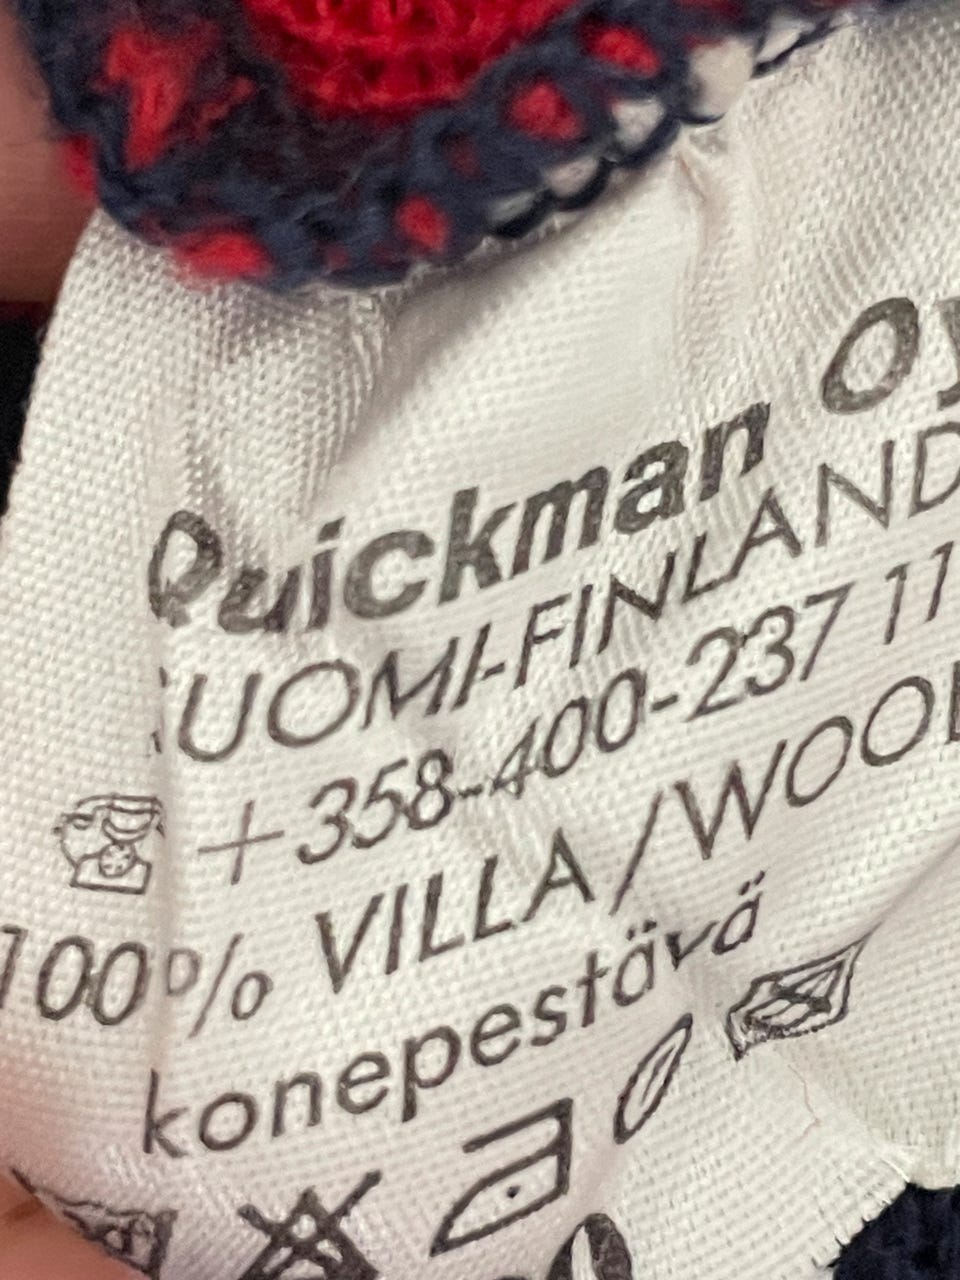 Quickman Oy
SUOMI-FINLAND
+358-400-237 11
100% VILLA/WOOL
konepestävä